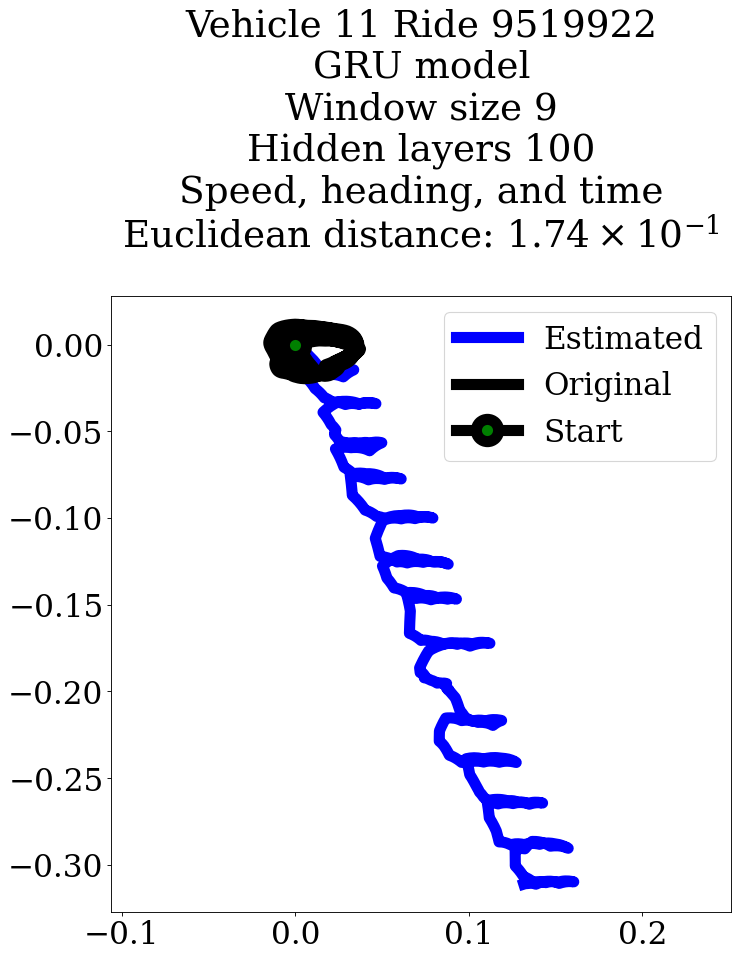 Vehicle 11 Ride 9519922
GRU model
Window size 9
Hidden layers 100
Speed, heading, and time
Euclidean distance: 1.74 × 10⁻¹
Estimated
Original
Start
0.00
−0.05
−0.10
−0.15
−0.20
−0.25
−0.30
−0.1 0.0 0.1 0.2